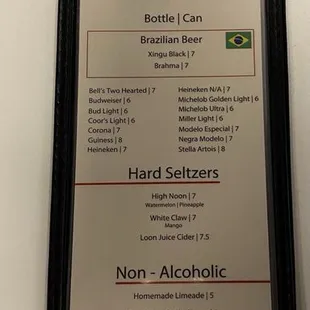 Bottle | Can
Brazilian Beer
Xingu Black | 7
Brahma | 7
Bell's Two Hearted | 7
Budweiser | 6
Bud Light | 6
Coor's Light | 6
Corona | 7
Guiness | 8
Heineken | 7
Heineken N/A | 7
Michelob Golden Light | 6
Michelob Ultra | 6
Miller Light | 6
Modelo Especial | 7
Negra Modelo | 7
Stella Artois | 8
Hard Seltzers
High Noon | 7
Watermelon | Pineapple
White Claw | 7
Mango
Loon Juice Cider | 7.5
Non - Alcoholic
Homemade Limeade | 5